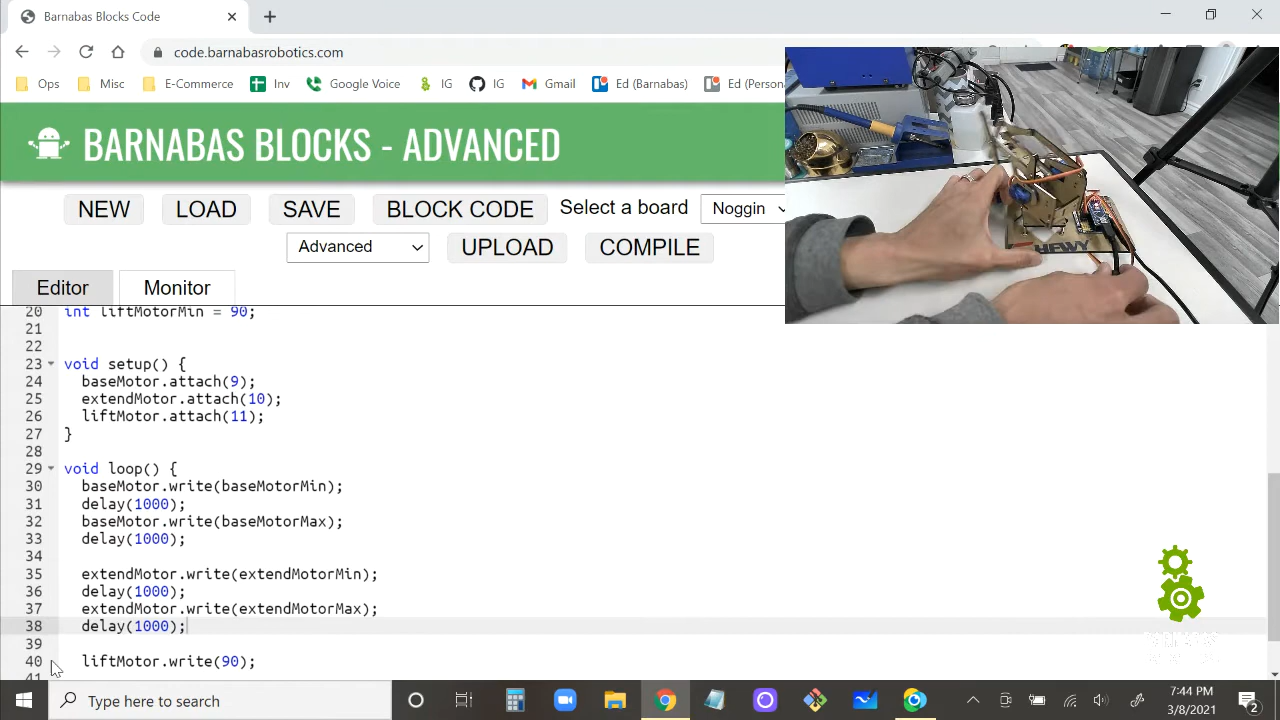 Barnabas Blocks Code
code.barnabasrobotics.com
Ops Misc E-Commerce Inv Google Voice IG IG Gmail Ed (Barnabas) Ed (Persona
BARNABAS BLOCKS - ADVANCED
NEW LOAD SAVE BLOCK CODE Select a board Noggin
Advanced UPLOAD COMPILE
Editor Monitor
20 int liftMotorMin = 90;
21
22
23 void setup() {
24 baseMotor.attach(9);
25 extendMotor.attach(10);
26 liftMotor.attach(11);
27 }
28
29 void loop() {
30 baseMotor.write(baseMotorMin);
31 delay(1000);
32 baseMotor.write(baseMotorMax);
33 delay(1000);
34
35 extendMotor.write(extendMotorMin);
36 delay(1000);
37 extendMotor.write(extendMotorMax);
38 delay(1000);
39
40 liftMotor.write(90);
41
HEWY
Type here to search
7:44 PM
3/8/2021
2